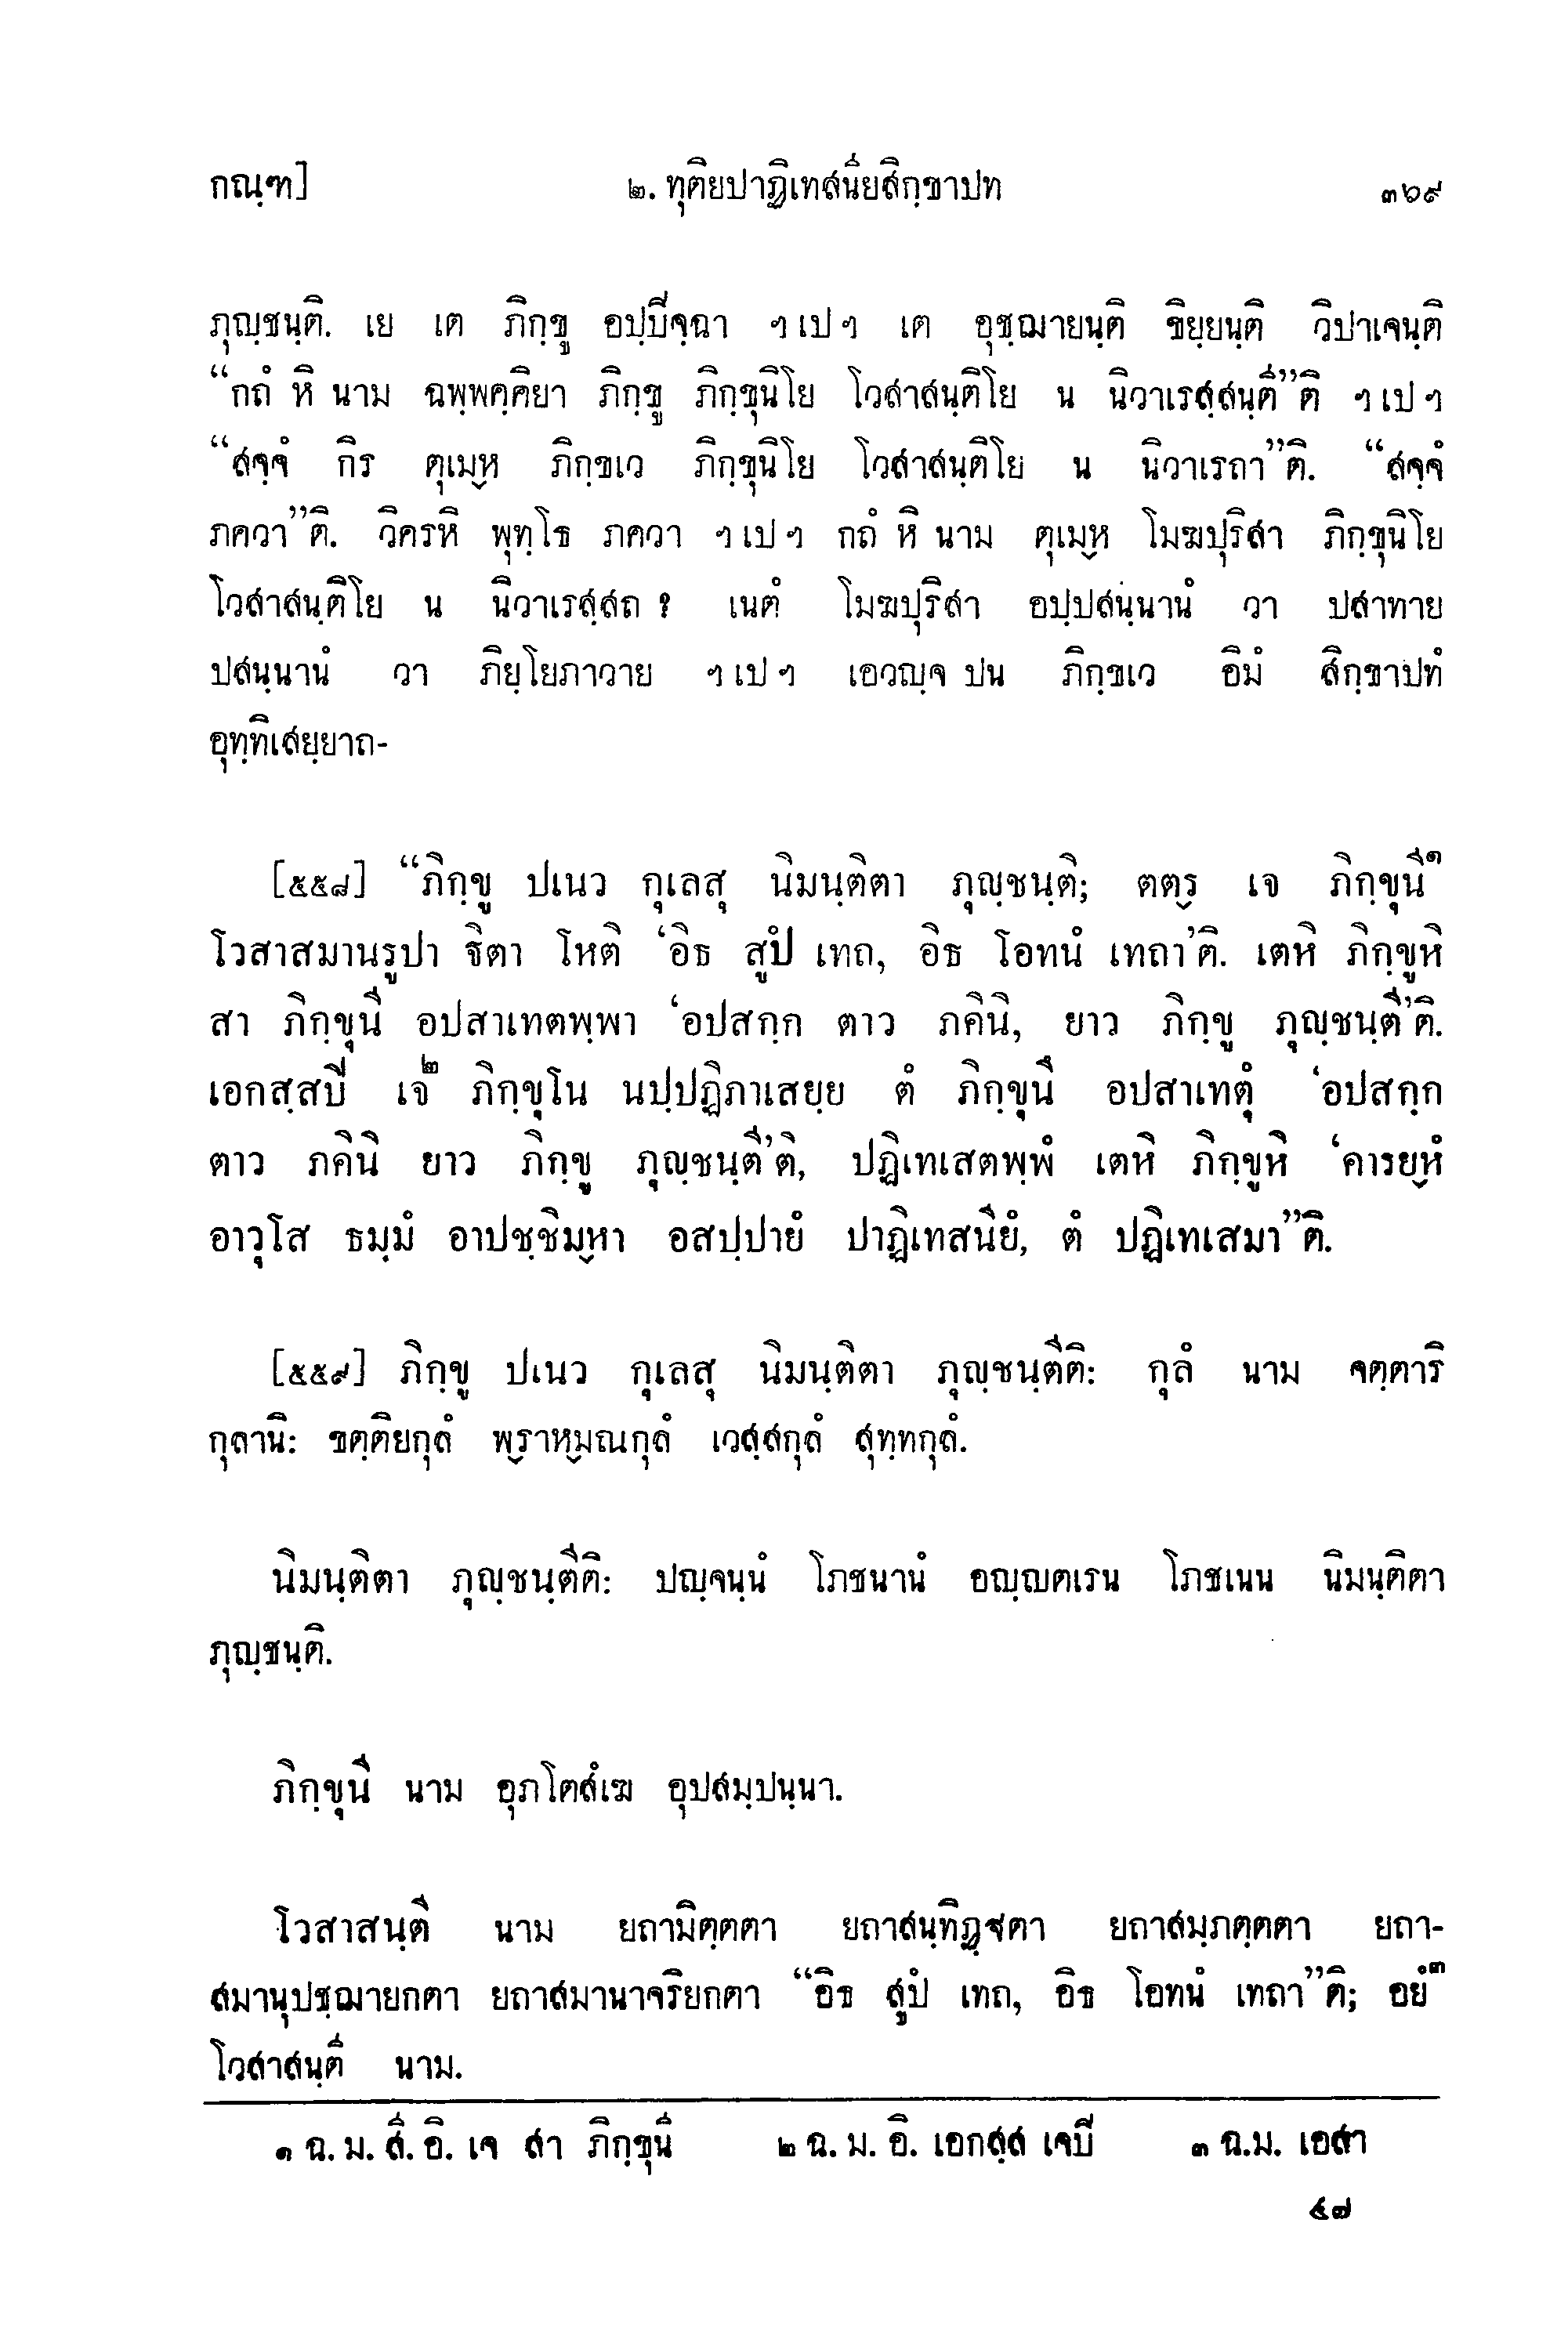 กณฺฑ]	๒. ทุติยปาฏิเทสนียสิกฺขาปท	๓๖๙
ภุญฺชนฺติ. เย เต ภิกฺขู อปฺปิจฺฉา ฯ เป ฯ เต อุชฺฌายนฺติ ขิยฺยนฺติ วิปาเจนฺติ
“กถํ หิ นาม ฉพฺพคฺคิยา ภิกฺขู ภิกฺขุนิโย โวสาสนฺติโย น นิวาเรสฺสนฺตี”ติ ฯ เป ฯ
“สจฺจํ กิร ตุเมฺห ภิกฺขเว ภิกฺขุนิโย โวสาสนฺติโย น นิวาเรถา”ติ. “สจฺจํ
ภควา”ติ. วิครหิ พุทฺโธ ภควา ฯ เป ฯ กถํ หิ นาม ตุเมฺห โมฆปุริสา ภิกฺขุนิโย
โวสาสนฺติโย น นิวาเรสฺสถ ? เนตํ โมฆปุริสา อปฺปสนฺนานํ วา ปสาทาย
ปสนฺนานํ วา ภิยฺโยภาวาย ฯ เป ฯ เอวญฺจ ปน ภิกฺขเว อิมํ สิกฺขาปทํ
อุทฺทิเสยฺยาถ-
[๕๕๘] “ภิกฺขู ปเนว กุเลสุ นิมนฺติตา ภุญฺชนฺติ; ตตฺร เจ ภิกฺขุนี๑
โวสาสมานรูปา ฐิตา โหติ ‘อิธ สูปํ เทถ, อิธ โอทนํ เทถา’ติ. เตหิ ภิกฺขูหิ
สา ภิกฺขุนี อปสาเทตพฺพา ‘อปสกฺก ตาว ภคินิ, ยาว ภิกฺขู ภุญฺชนฺตี’ติ.
เอกสฺสปิ เจ๒ ภิกฺขุโน นปฺปฏิภาเสยฺย ตํ ภิกฺขุนึ อปสาเทตุํ ‘อปสกฺก
ตาว ภคินิ ยาว ภิกฺขู ภุญฺชนฺตี’ติ, ปฏิเทเสตพฺพํ เตหิ ภิกฺขูหิ ‘คารยฺหํ
อาวุโส ธมฺมํ อาปชฺชิมฺหา อสปฺปายํ ปาฏิเทสนียํ, ตํ ปฏิเทเสมา”ติ.
[๕๕๙] ภิกฺขู ปเนว กุเลสุ นิมนฺติตา ภุญฺชนฺตีติ: กุลํ นาม จตฺตาริ
กุลานิ: ขตฺติยกุลํ พฺราหฺมณกุลํ เวสฺสกุลํ สุทฺทกุลํ.
นิมนฺติตา ภุญฺชนฺตีติ: ปญฺจนฺนํ โภชนานํ อญฺญตเรน โภชเนน นิมนฺติตา
ภุญฺชนฺติ.
ภิกฺขุนี นาม อุภโตสํเฆ อุปสมฺปนฺนา.
โวสาสนฺตี นาม ยถามิตฺตตา ยถาสนฺทิฏฺฐตา ยถาสมฺภตฺตตา ยถา-
สมานุปชฺฌายกตา ยถาสมานาจริยกตา “อิธ สูปํ เทถ, อิธ โอทนํ เทถา”ติ; อยํ๓
โวสาสนฺตี นาม.
๑ ฉ. ม. สี. อิ. เจ สา ภิกฺขุนี	๒ ฉ. ม. อิ. เอกสฺส เจปิ	๓ ฉ.ม. เอสา
๔๗